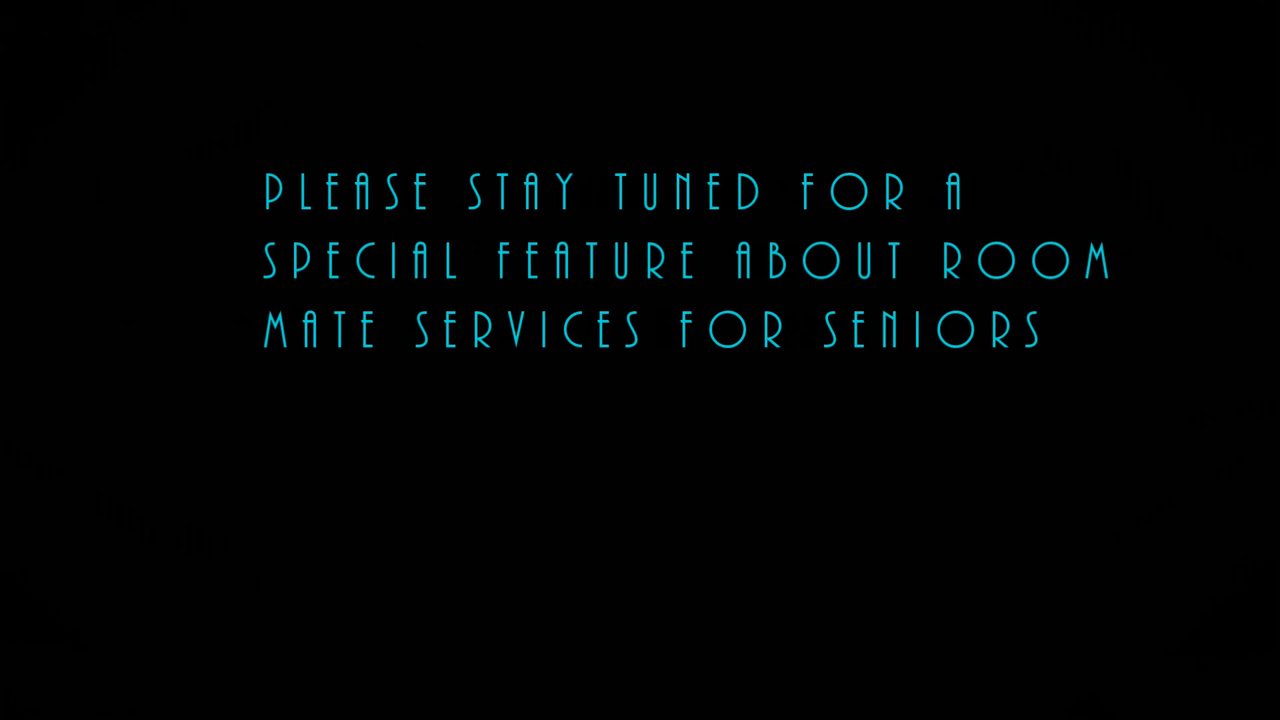 PLEASE STAY TUNED FOR A
SPECIAL FEATURE ABOUT ROOM
MATE SERVICES FOR SENIORS